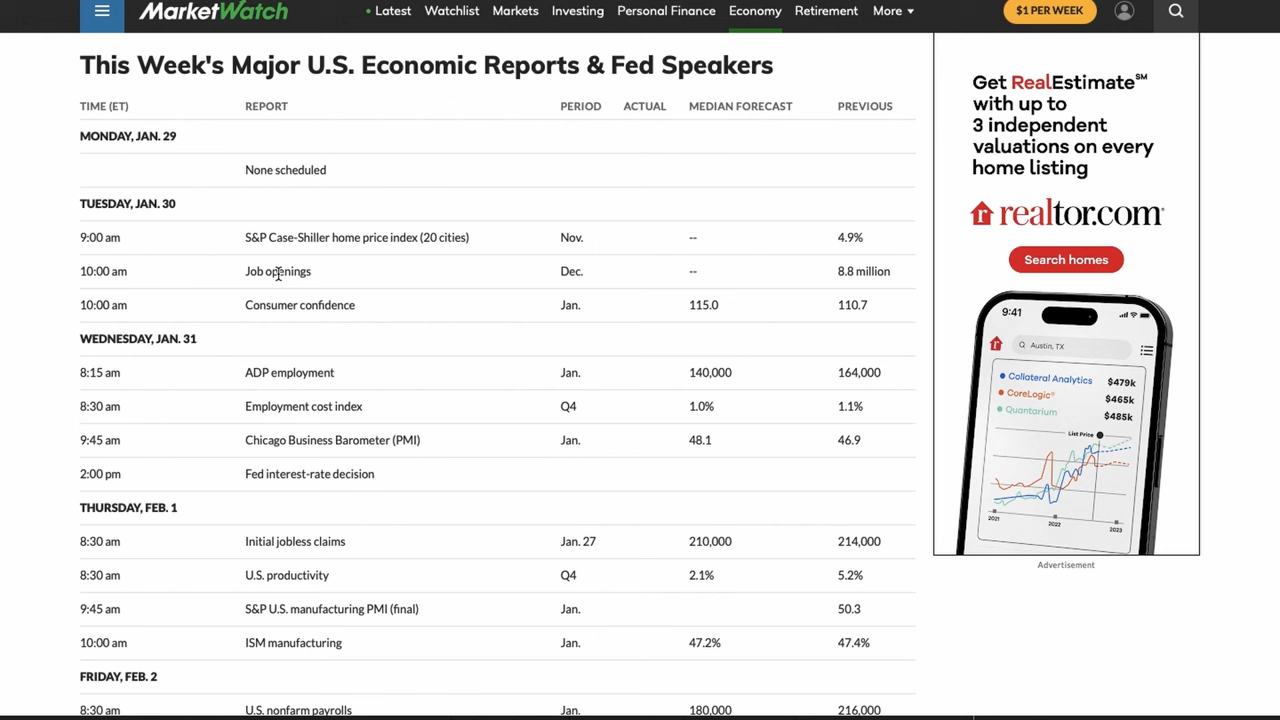 MarketWatch • Latest Watchlist Markets Investing Personal Finance Economy Retirement More $1 PER WEEK
This Week's Major U.S. Economic Reports & Fed Speakers
TIME (ET) REPORT PERIOD ACTUAL MEDIAN FORECAST PREVIOUS
MONDAY, JAN. 29
None scheduled
TUESDAY, JAN. 30
9:00 am S&P Case-Shiller home price index (20 cities) Nov. -- 4.9%
10:00 am Job openings Dec. -- 8.8 million
10:00 am Consumer confidence Jan. 115.0 110.7
WEDNESDAY, JAN. 31
8:15 am ADP employment Jan. 140,000 164,000
8:30 am Employment cost index Q4 1.0% 1.1%
9:45 am Chicago Business Barometer (PMI) Jan. 48.1 46.9
2:00 pm Fed interest-rate decision
THURSDAY, FEB. 1
8:30 am Initial jobless claims Jan. 27 210,000 214,000
8:30 am U.S. productivity Q4 2.1% 5.2%
9:45 am S&P U.S. manufacturing PMI (final) Jan. 50.3
10:00 am ISM manufacturing Jan. 47.2% 47.4%
FRIDAY, FEB. 2
8:30 am U.S. nonfarm payrolls Jan. 180,000 216,000
Get RealEstimate℠
with up to
3 independent
valuations on every
home listing
realtor.com®
Search homes
9:41
Austin, TX
Collateral Analytics $479k
CoreLogic® $465k
Quantarium $485k
List Price
2021 2022 2023
Advertisement